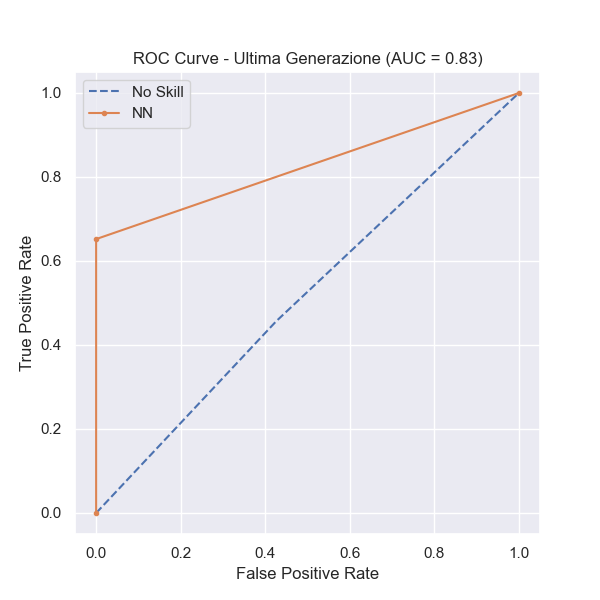 ROC Curve - Ultima Generazione (AUC = 0.83)
No Skill
NN
1.0
0.8
0.6
0.4
0.2
0.0
True Positive Rate
0.0 0.2 0.4 0.6 0.8 1.0
False Positive Rate